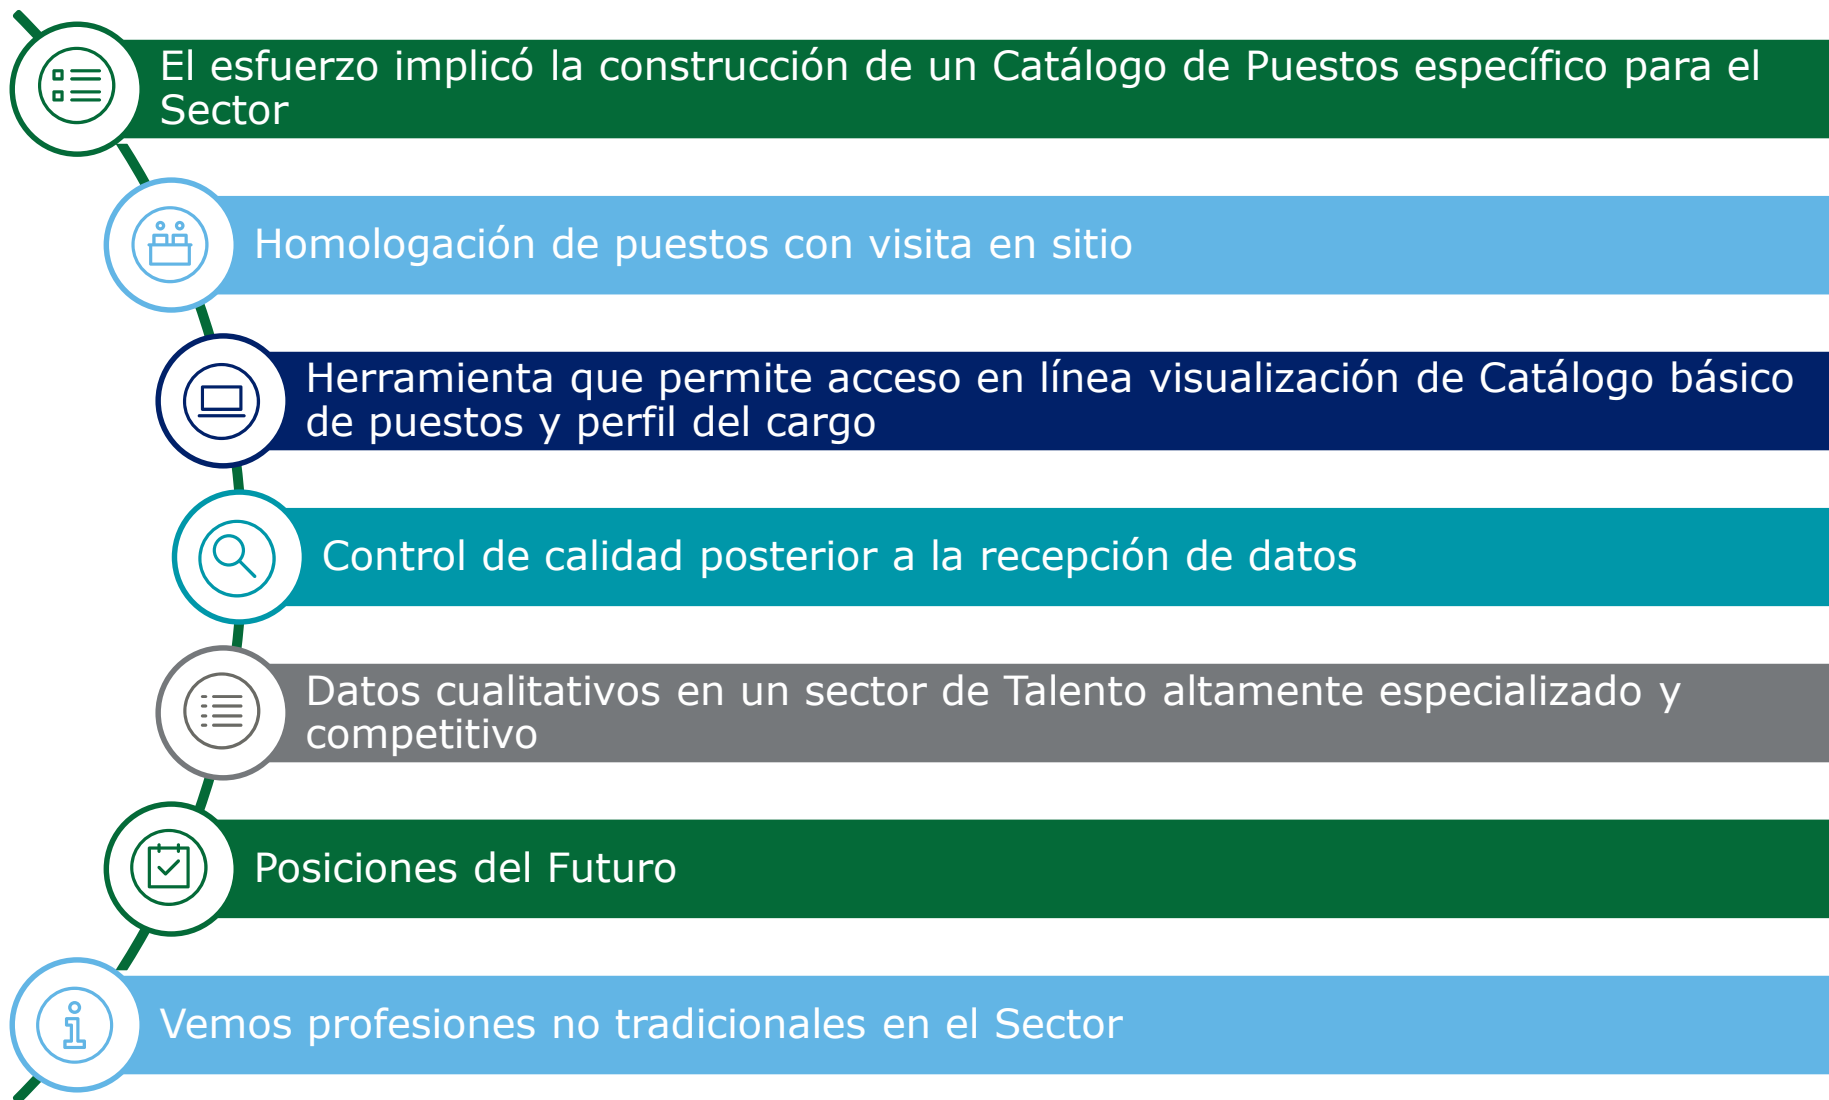 El esfuerzo implicó la construcción de un Catálogo de Puestos específico para el
Sector
Homologación de puestos con visita en sitio
Herramienta que permite acceso en línea visualización de Catálogo básico
de puestos y perfil del cargo
Control de calidad posterior a la recepción de datos
Datos cualitativos en un sector de Talento altamente especializado y
competitivo
Posiciones del Futuro
Vemos profesiones no tradicionales en el Sector